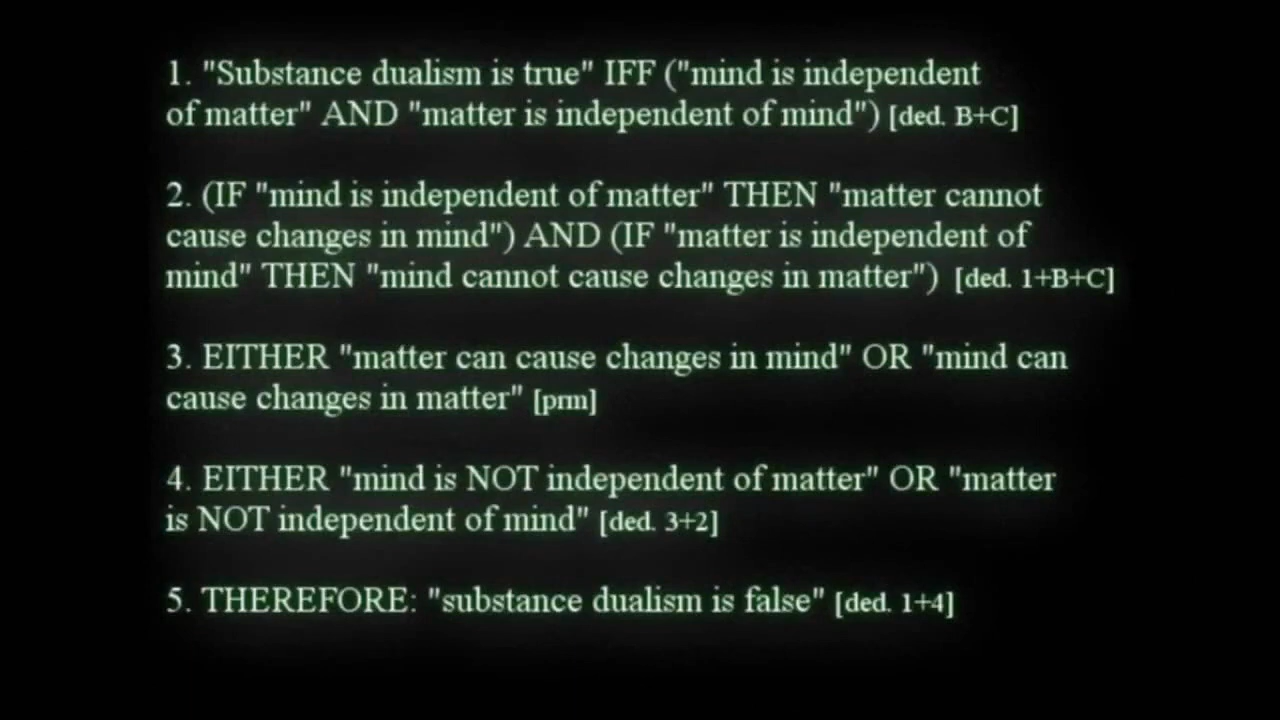 1. "Substance dualism is true" IFF ("mind is independent
of matter" AND "matter is independent of mind") [ded. B+C]
2. (IF "mind is independent of matter" THEN "matter cannot
cause changes in mind") AND (IF "matter is independent of
mind" THEN "mind cannot cause changes in matter") [ded. 1+B+C]
3. EITHER "matter can cause changes in mind" OR "mind can
cause changes in matter" [prm]
4. EITHER "mind is NOT independent of matter" OR "matter
is NOT independent of mind" [ded. 3+2]
5. THEREFORE: "substance dualism is false" [ded. 1+4]